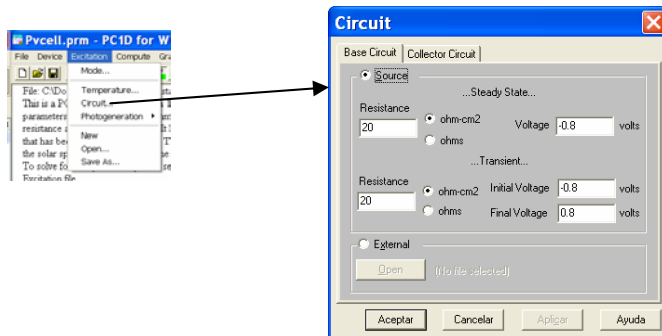 Pvcell.prm - PC1D for W
File Device Excitation Compute Gra
Mode...
Temperature...
Circuit...
Photogeneration
New
Open...
Save As...
File: C:\Do
This is a PC
parameters
resistance a
that has be
the solar sp
To solve fo
Excitation file
Circuit
Base Circuit Collector Circuit
Source
...Steady State...
Resistance
20 ohm-cm2 Voltage -0.8 volts
ohms
...Transient...
Resistance
20 ohm-cm2 Initial Voltage -0.8 volts
ohms Final Voltage 0.8 volts
External
Open (No file selected)
Aceptar Cancelar Aplicar Ayuda